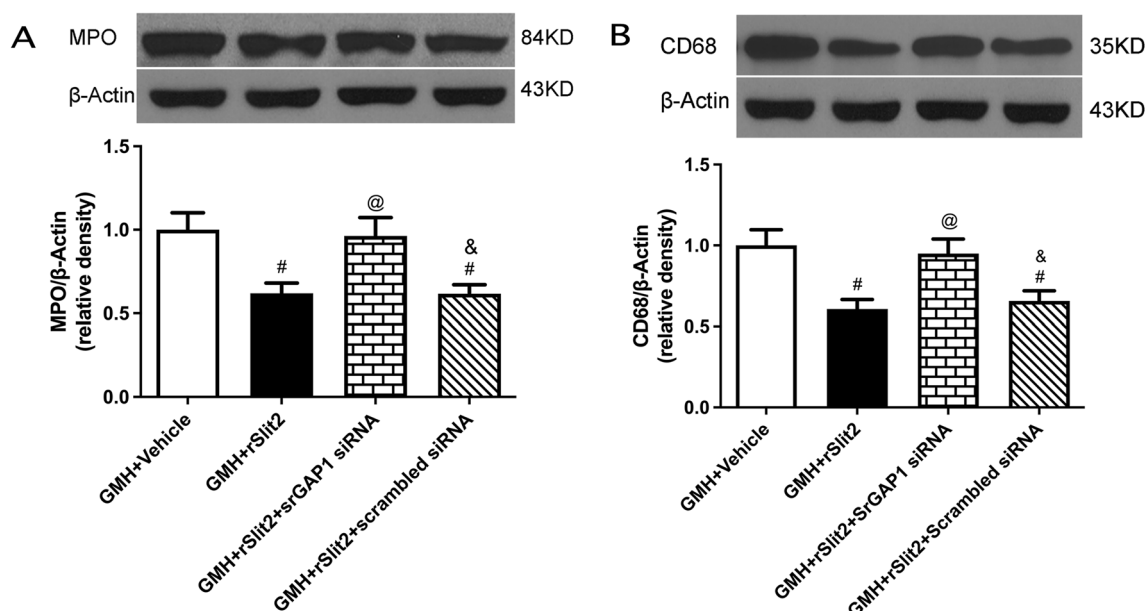 A
MPO
84KD
β-Actin
43KD
MPO/β-Actin
(relative density)
1.5
1.0
0.5
0.0
#
@
&
#
GMH+Vehicle
GMH+rSlit2
GMH+rSlit2+srGAP1 siRNA
GMH+rSlit2+scrambled siRNA
B
CD68
35KD
β-Actin
43KD
CD68/β-Actin
(relative density)
1.5
1.0
0.5
0.0
#
@
&
#
GMH+Vehicle
GMH+rSlit2
GMH+rSlit2+SrGAP1 siRNA
GMH+rSlit2+Scrambled siRNA